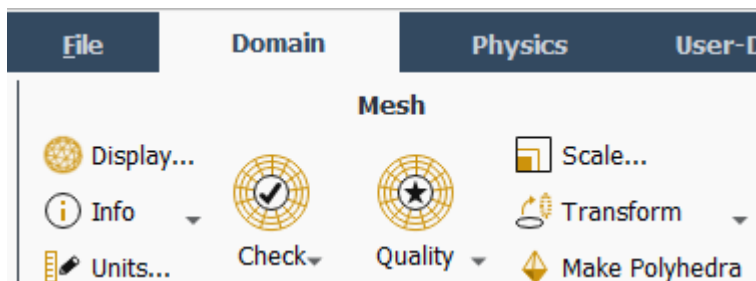 File Domain Physics
Mesh
Display... Scale...
Info Transform
Check Quality
Units... Make Polyhedra